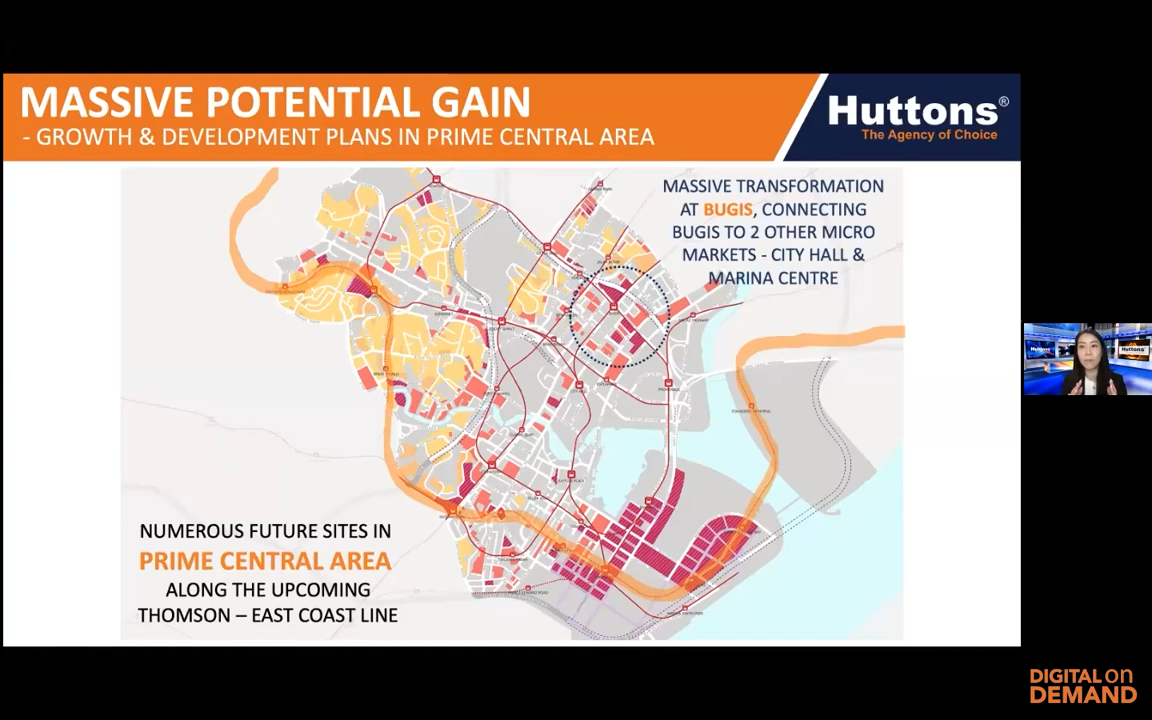 MASSIVE POTENTIAL GAIN
- GROWTH & DEVELOPMENT PLANS IN PRIME CENTRAL AREA
Huttons®
The Agency of Choice
MASSIVE TRANSFORMATION
AT BUGIS, CONNECTING
BUGIS TO 2 OTHER MICRO
MARKETS - CITY HALL &
MARINA CENTRE
NUMEROUS FUTURE SITES IN
PRIME CENTRAL AREA
ALONG THE UPCOMING
THOMSON – EAST COAST LINE
Huttons
DIGITAL on
DEMAND